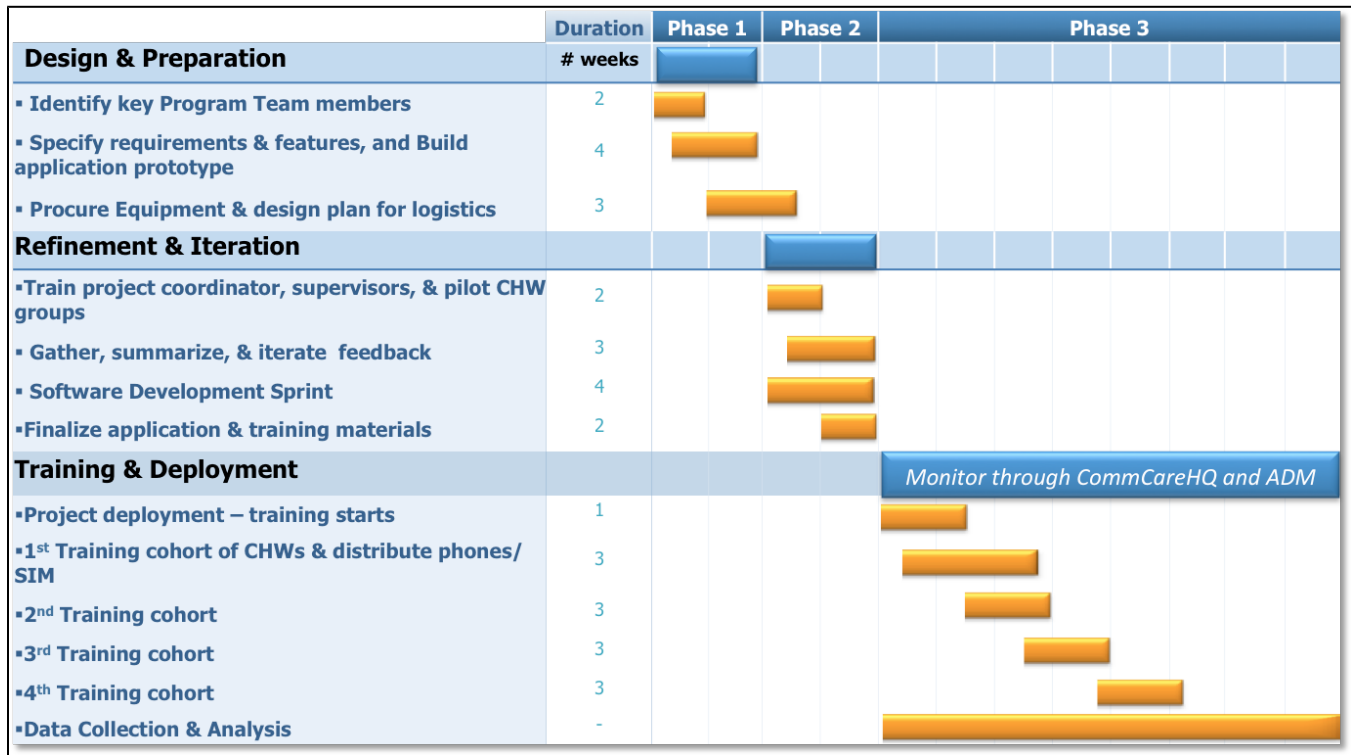 Duration Phase 1 Phase 2 Phase 3
Design & Preparation # weeks
▪ Identify key Program Team members 2
▪ Specify requirements & features, and Build
application prototype 4
▪ Procure Equipment & design plan for logistics 3
Refinement & Iteration
▪Train project coordinator, supervisors, & pilot CHW
groups 2
▪ Gather, summarize, & iterate feedback 3
▪ Software Development Sprint 4
▪Finalize application & training materials 2
Training & Deployment Monitor through CommCareHQ and ADM
▪Project deployment – training starts 1
▪1st Training cohort of CHWs & distribute phones/
SIM 3
▪2nd Training cohort 3
▪3rd Training cohort 3
▪4th Training cohort 3
▪Data Collection & Analysis -